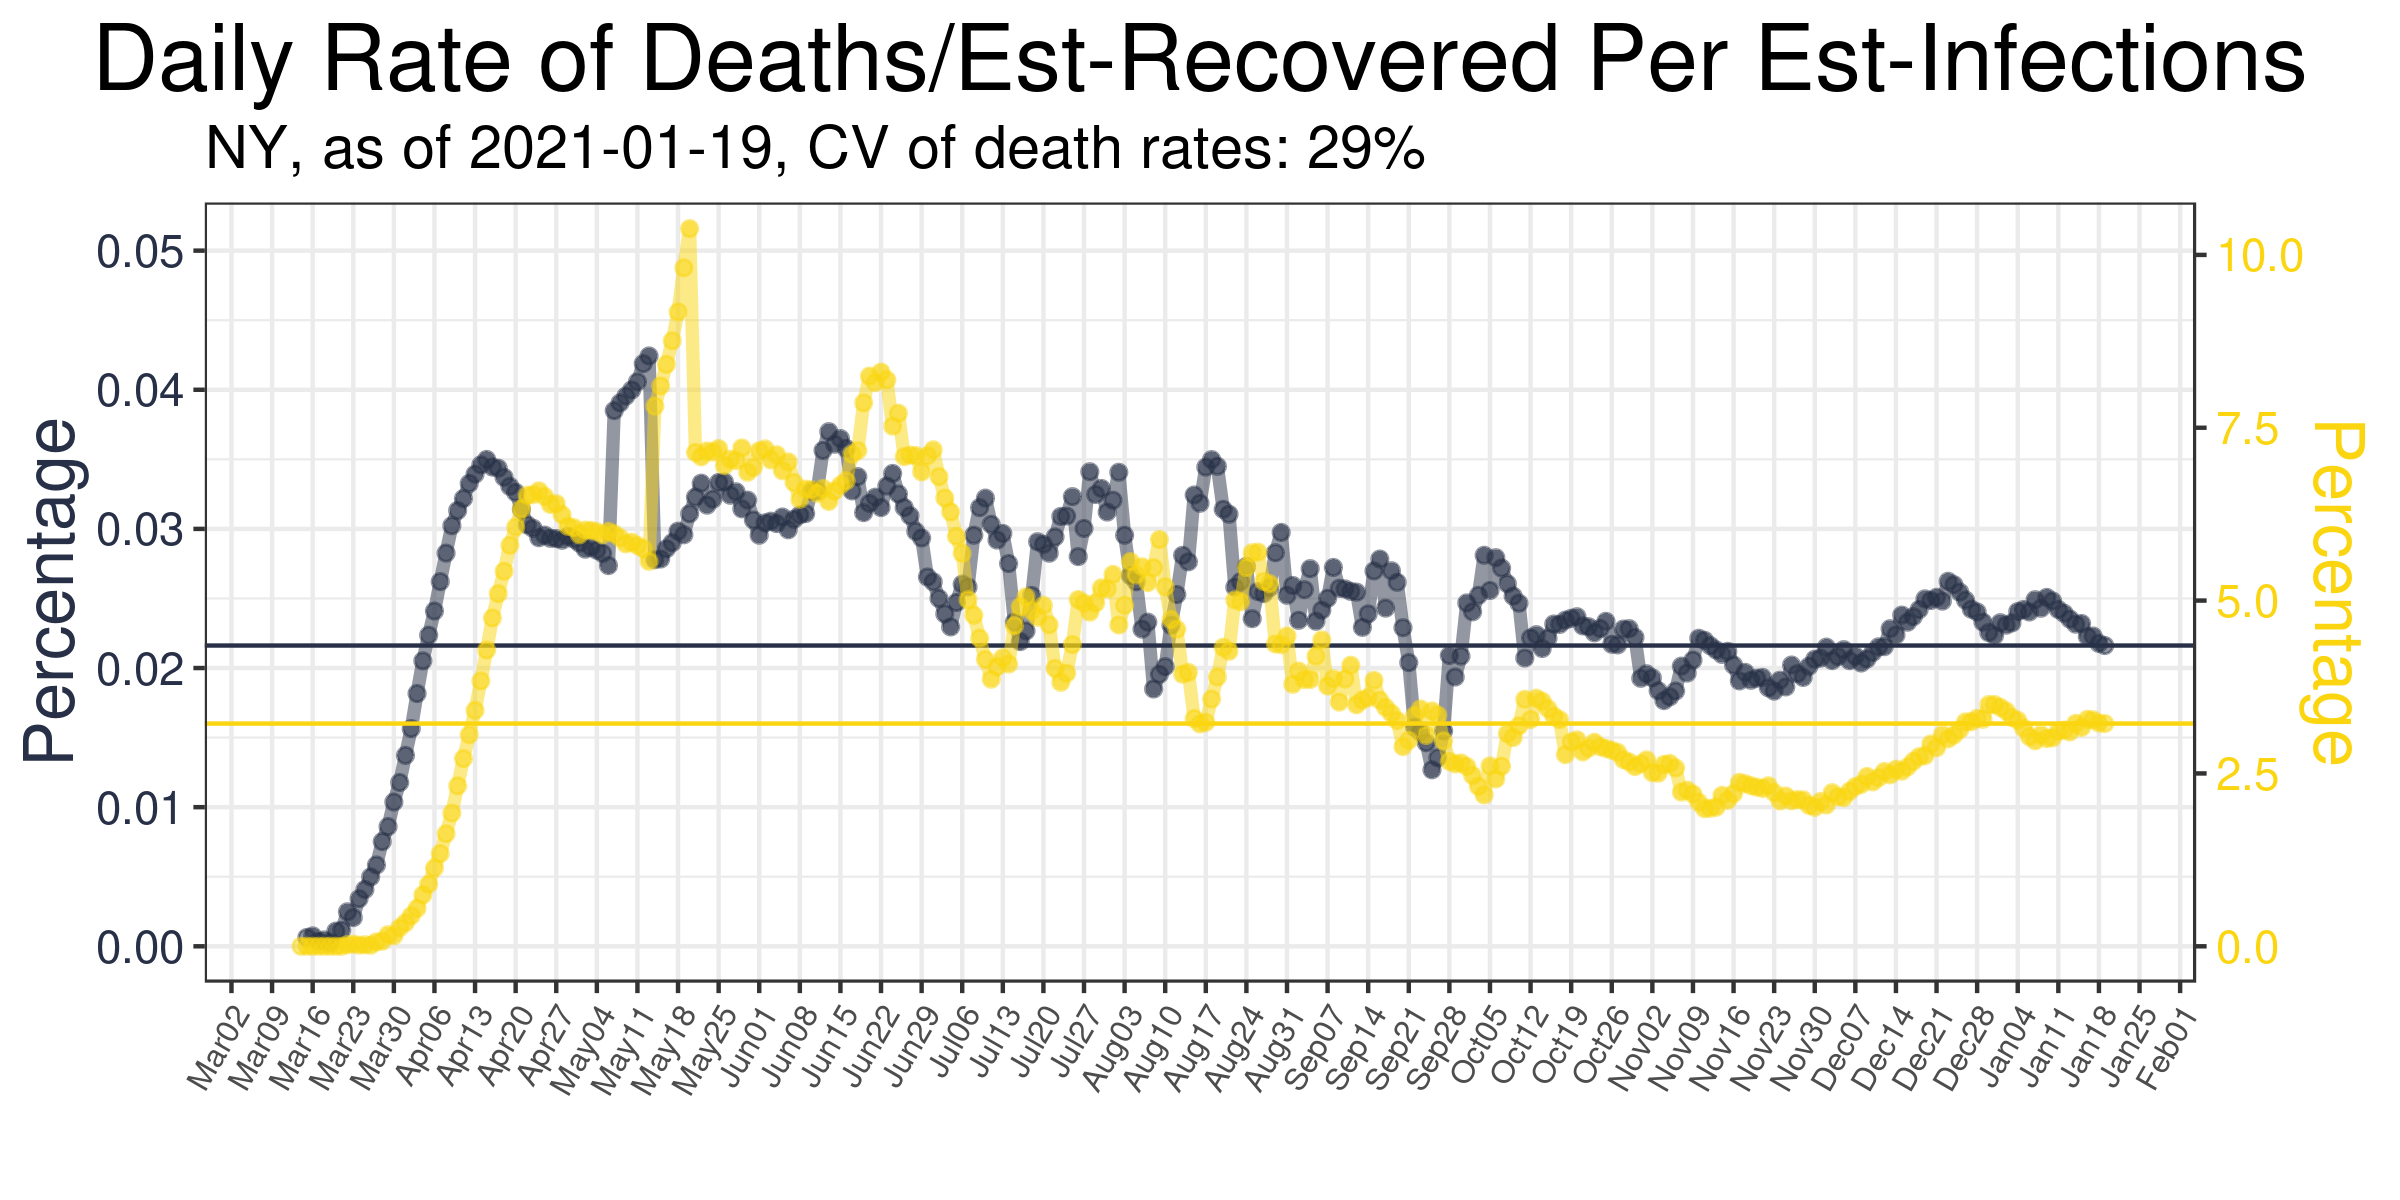 Daily Rate of Deaths/Est-Recovered Per Est-Infections
NY, as of 2021-01-19, CV of death rates: 29%
Percentage
0.05
0.04
0.03
0.02
0.01
0.00
10.0
7.5
5.0
2.5
0.0
Percentage
Mar02
Mar09
Mar16
Mar23
Mar30
Apr06
Apr13
Apr20
Apr27
May04
May11
May18
May25
Jun01
Jun08
Jun15
Jun22
Jun29
Jul06
Jul13
Jul20
Jul27
Aug03
Aug10
Aug17
Aug24
Aug31
Sep07
Sep14
Sep21
Sep28
Oct05
Oct12
Oct19
Oct26
Nov02
Nov09
Nov16
Nov23
Nov30
Dec07
Dec14
Dec21
Dec28
Jan04
Jan11
Jan18
Jan25
Feb01